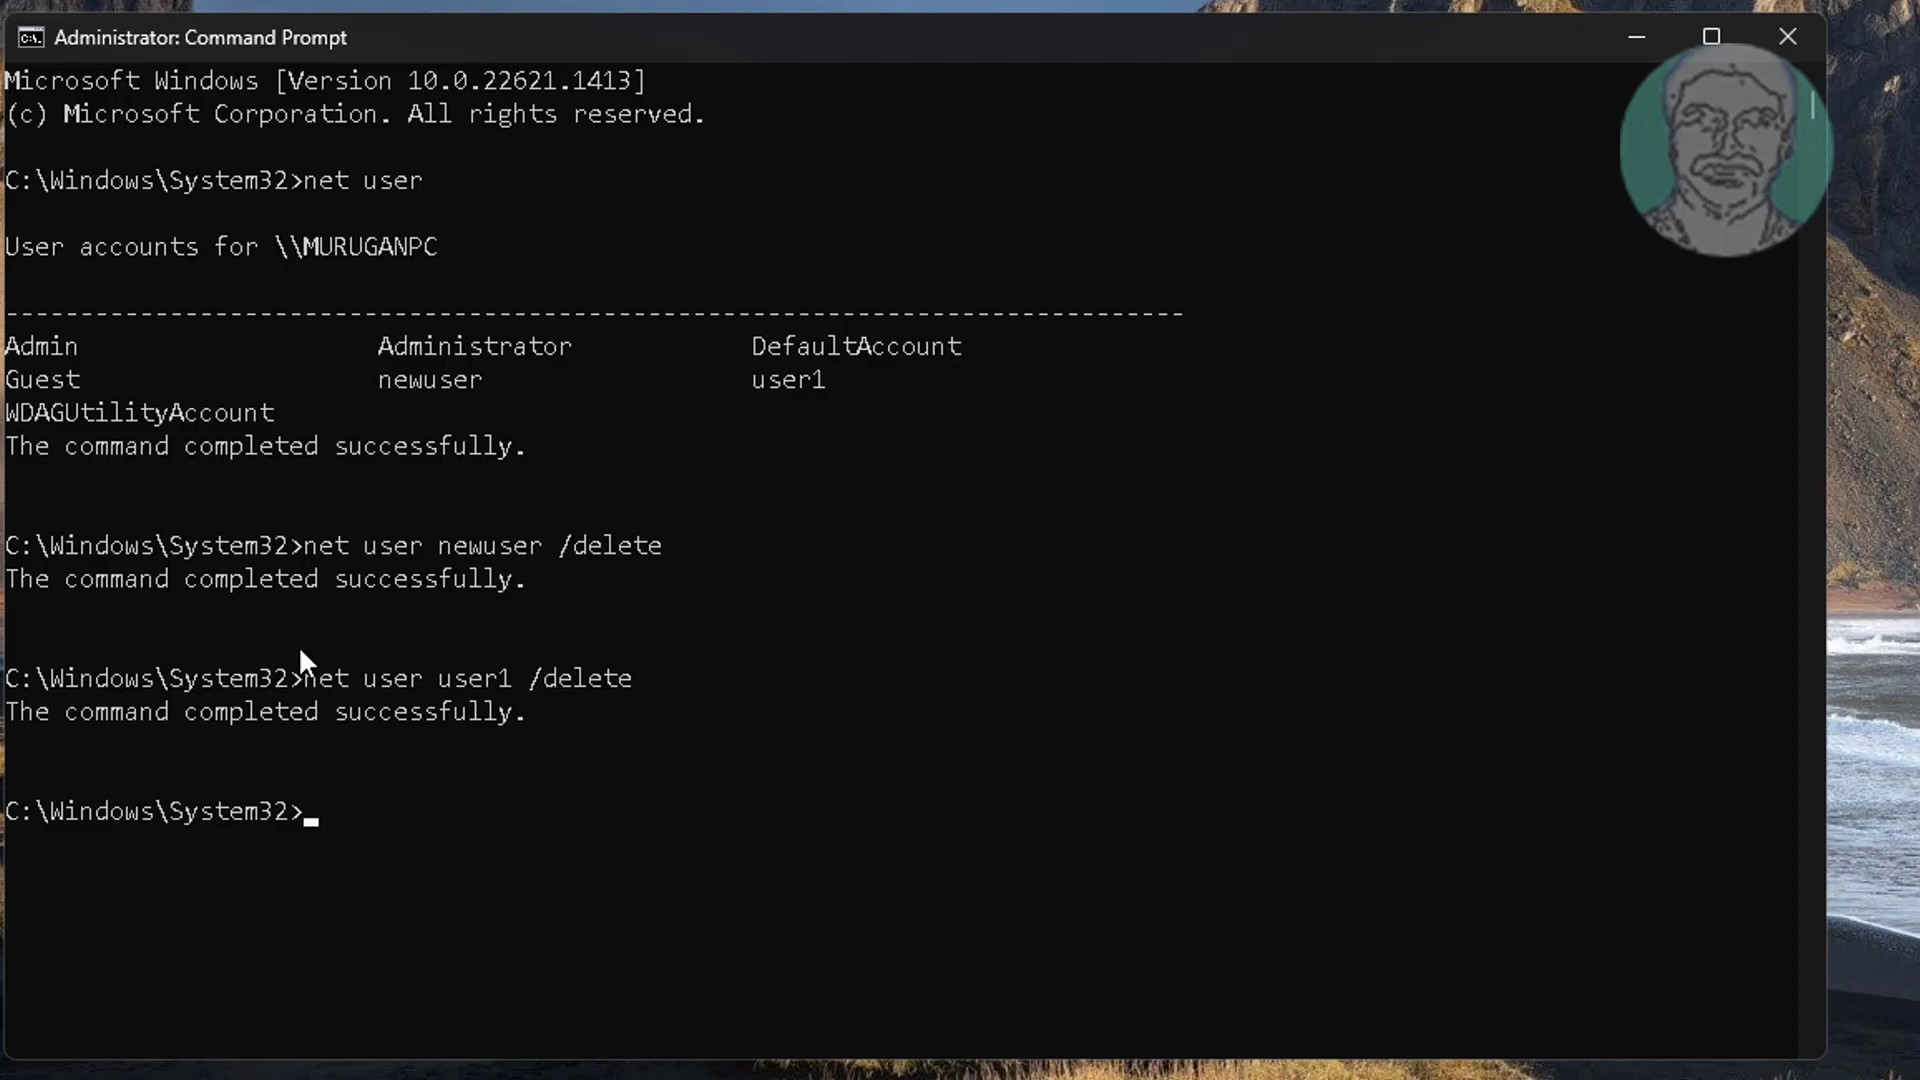 Administrator: Command Prompt
Microsoft Windows [Version 10.0.22621.1413]
(c) Microsoft Corporation. All rights reserved.
C:\Windows\System32>net user
User accounts for \\MURUGANPC
-------------------------------------------------------------------------------
Admin                    Administrator            DefaultAccount
Guest                    newuser                  user1
WDAGUtilityAccount
The command completed successfully.
C:\Windows\System32>net user newuser /delete
The command completed successfully.
C:\Windows\System32>net user user1 /delete
The command completed successfully.
C:\Windows\System32>